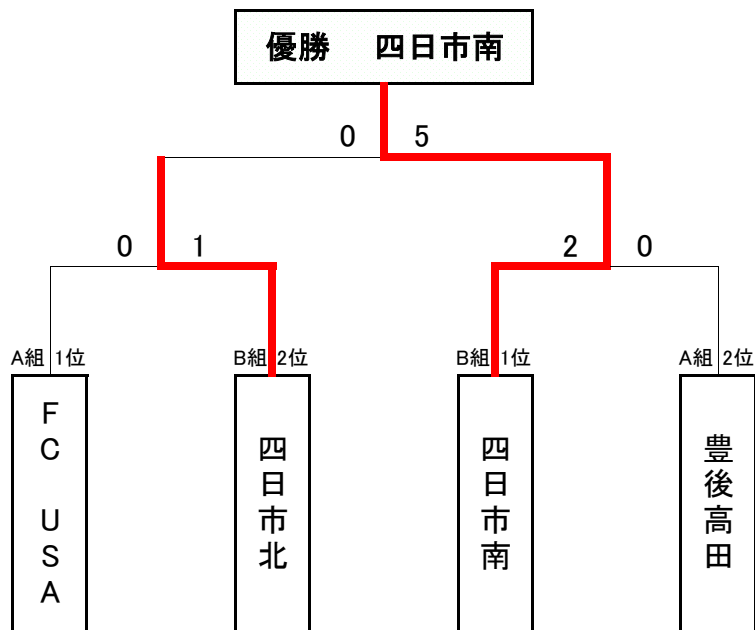 優勝 四日市南
0 5
0 1
2 0
A組 1位
B組 2位
B組 1位
A組 2位
FC USA
四日市北
四日市南
豊後高田